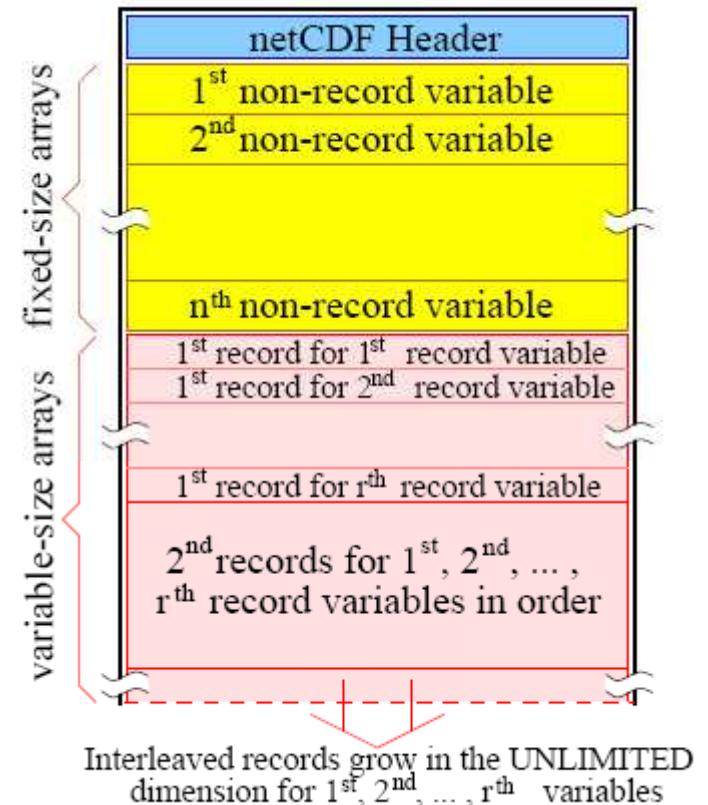 netCDF Header
1st non-record variable
2nd non-record variable
nth non-record variable
fixed-size arrays
1st record for 1st record variable
1st record for 2nd record variable
1st record for rth record variable
2nd records for 1st, 2nd, ... ,
rth record variables in order
variable-size arrays
Interleaved records grow in the UNLIMITED
dimension for 1st, 2nd, ... , rth variables